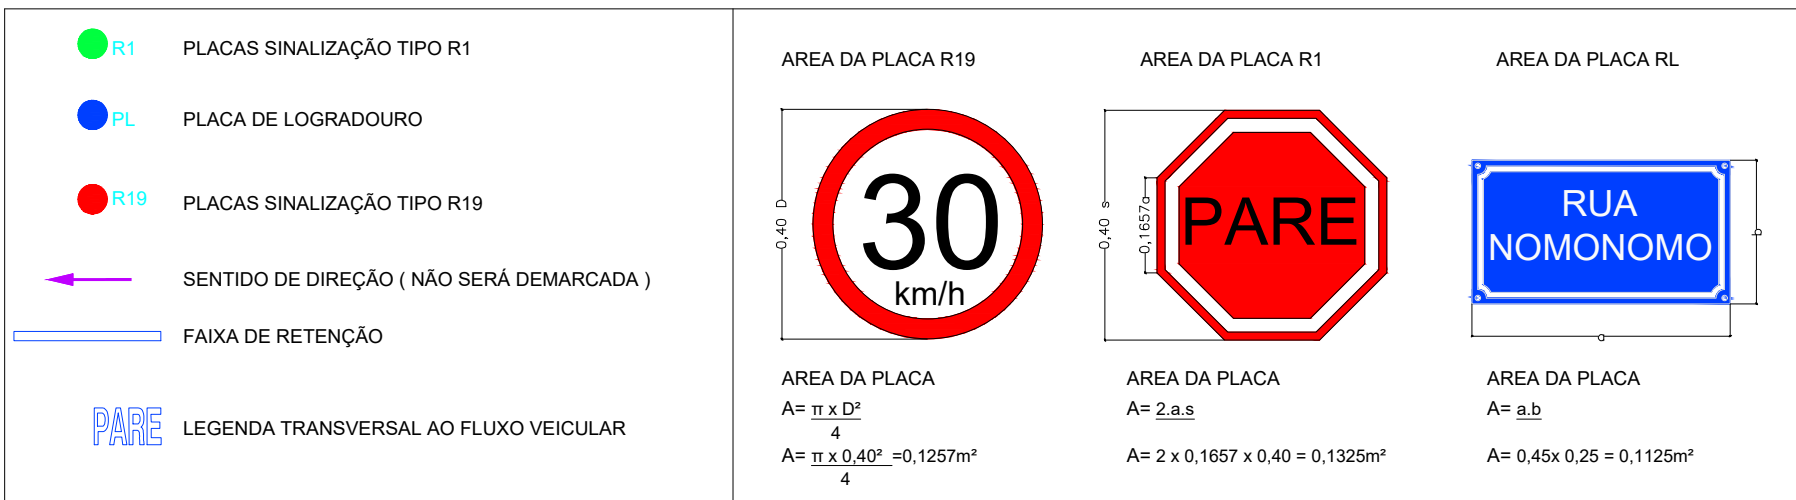 R1 PLACAS SINALIZAÇÃO TIPO R1
PL PLACA DE LOGRADOURO
R19 PLACAS SINALIZAÇÃO TIPO R19
SENTIDO DE DIREÇÃO ( NÃO SERÁ DEMARCADA )
FAIXA DE RETENÇÃO
PARE LEGENDA TRANSVERSAL AO FLUXO VEICULAR
AREA DA PLACA R19
0,40 D
30
km/h
AREA DA PLACA
A= π x D²
4
A= π x 0,40² =0,1257m²
4
AREA DA PLACA R1
0,40 s
0,1657a
PARE
AREA DA PLACA
A= 2.a.s
A= 2 x 0,1657 x 0,40 = 0,1325m²
AREA DA PLACA RL
RUA
NOMONOMO
b
a
AREA DA PLACA
A= a.b
A= 0,45x 0,25 = 0,1125m²